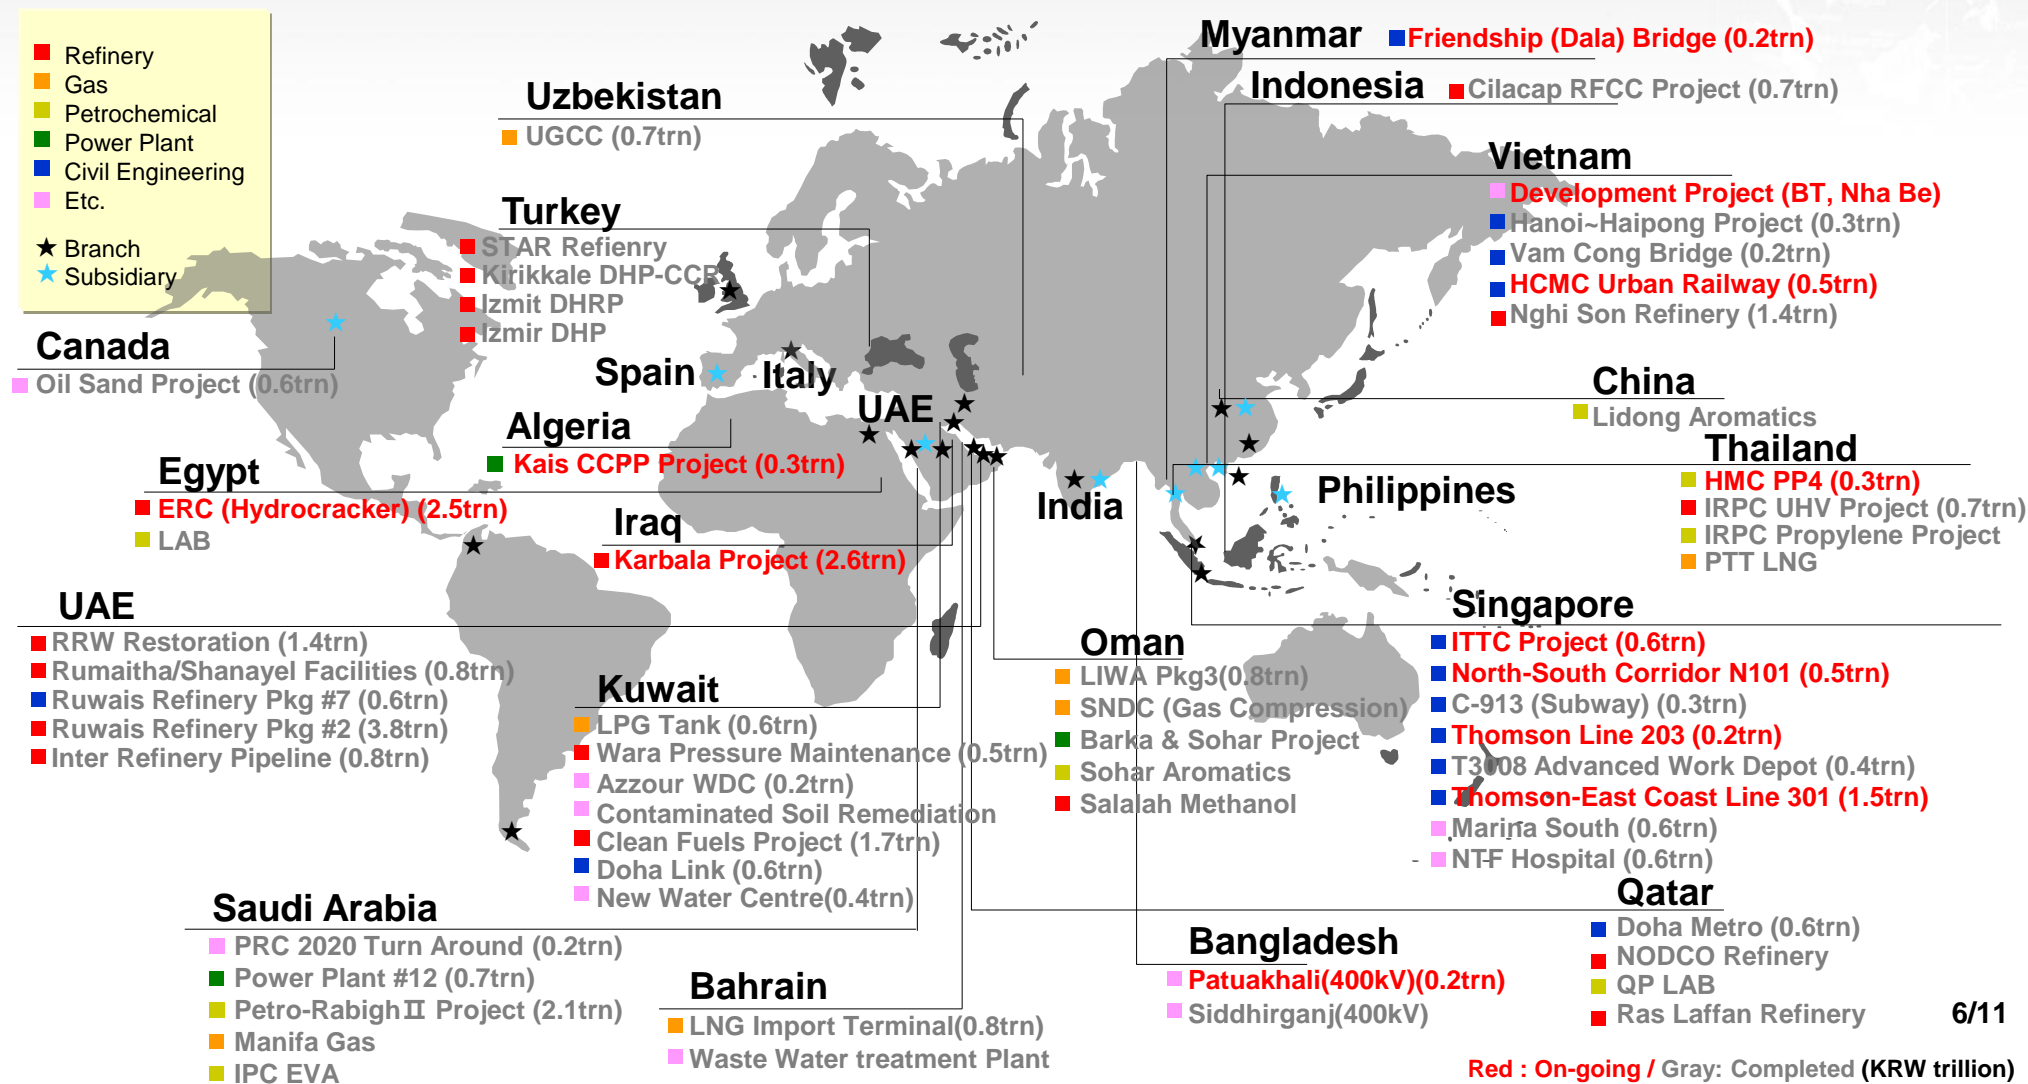 Refinery
Gas
Petrochemical
Power Plant
Civil Engineering
Etc.
Branch
Subsidiary
Myanmar
Friendship (Dala) Bridge (0.2trn)
Indonesia
Cilacap RFCC Project (0.7trn)
Uzbekistan
UGCC (0.7trn)
Vietnam
Development Project (BT, Nha Be)
Hanoi~Haipong Project (0.3trn)
Vam Cong Bridge (0.2trn)
HCMC Urban Railway (0.5trn)
Nghi Son Refinery (1.4trn)
Turkey
STAR Refienry
Kirikkale DHP-CCR
Izmit DHRP
Izmir DHP
Canada
Oil Sand Project (0.6trn)
Spain
Italy
UAE
China
Lidong Aromatics
Algeria
Kais CCPP Project (0.3trn)
Thailand
HMC PP4 (0.3trn)
IRPC UHV Project (0.7trn)
IRPC Propylene Project
PTT LNG
Egypt
ERC (Hydrocracker) (2.5trn)
LAB
India
Philippines
Iraq
Karbala Project (2.6trn)
UAE
RRW Restoration (1.4trn)
Rumaitha/Shanayel Facilities (0.8trn)
Ruwais Refinery Pkg #7 (0.6trn)
Ruwais Refinery Pkg #2 (3.8trn)
Inter Refinery Pipeline (0.8trn)
Singapore
ITTC Project (0.6trn)
North-South Corridor N101 (0.5trn)
C-913 (Subway) (0.3trn)
Thomson Line 203 (0.2trn)
T3008 Advanced Work Depot (0.4trn)
Thomson-East Coast Line 301 (1.5trn)
Marina South (0.6trn)
NTF Hospital (0.6trn)
Oman
LIWA Pkg3(0.8trn)
SNDC (Gas Compression)
Barka & Sohar Project
Sohar Aromatics
Salalah Methanol
Kuwait
LPG Tank (0.6trn)
Wara Pressure Maintenance (0.5trn)
Azzour WDC (0.2trn)
Contaminated Soil Remediation
Clean Fuels Project (1.7trn)
Doha Link (0.6trn)
New Water Centre(0.4trn)
Saudi Arabia
PRC 2020 Turn Around (0.2trn)
Power Plant #12 (0.7trn)
Petro-RabighⅡ Project (2.1trn)
Manifa Gas
IPC EVA
Bahrain
LNG Import Terminal(0.8trn)
Waste Water treatment Plant
Bangladesh
Patuakhali(400kV)(0.2trn)
Siddhirganj(400kV)
Qatar
Doha Metro (0.6trn)
NODCO Refinery
QP LAB
Ras Laffan Refinery
6/11
Red : On-going / Gray: Completed (KRW trillion)